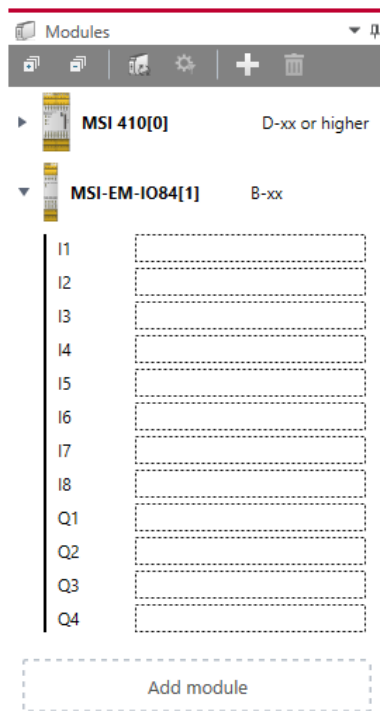 Modules
MSI 410[0] D-xx or higher
MSI-EM-IO84[1] B-xx
I1
I2
I3
I4
I5
I6
I7
I8
Q1
Q2
Q3
Q4
Add module